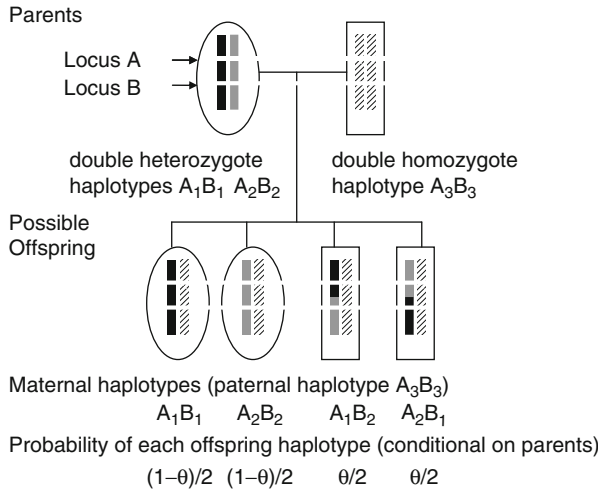 Parents
Locus A
Locus B
double heterozygote
haplotypes A₁B₁ A₂B₂
double homozygote
haplotype A₃B₃
Possible
Offspring
Maternal haplotypes (paternal haplotype A₃B₃)
A₁B₁ A₂B₂ A₁B₂ A₂B₁
Probability of each offspring haplotype (conditional on parents)
(1–θ)/2 (1–θ)/2 θ/2 θ/2